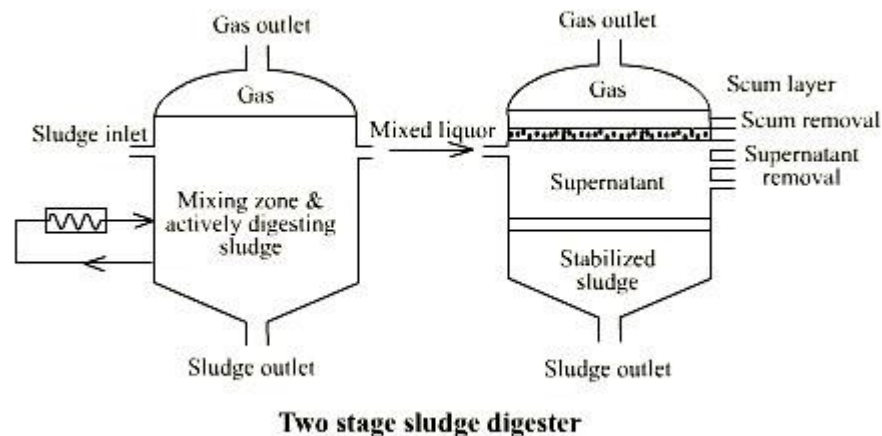 Gas outlet
Gas
Sludge inlet
Mixing zone &
actively digesting
sludge
Sludge outlet
Mixed liquor
Gas outlet
Gas
Scum layer
Scum removal
Supernatant
removal
Supernatant
Stabilized
sludge
Sludge outlet
Two stage sludge digester